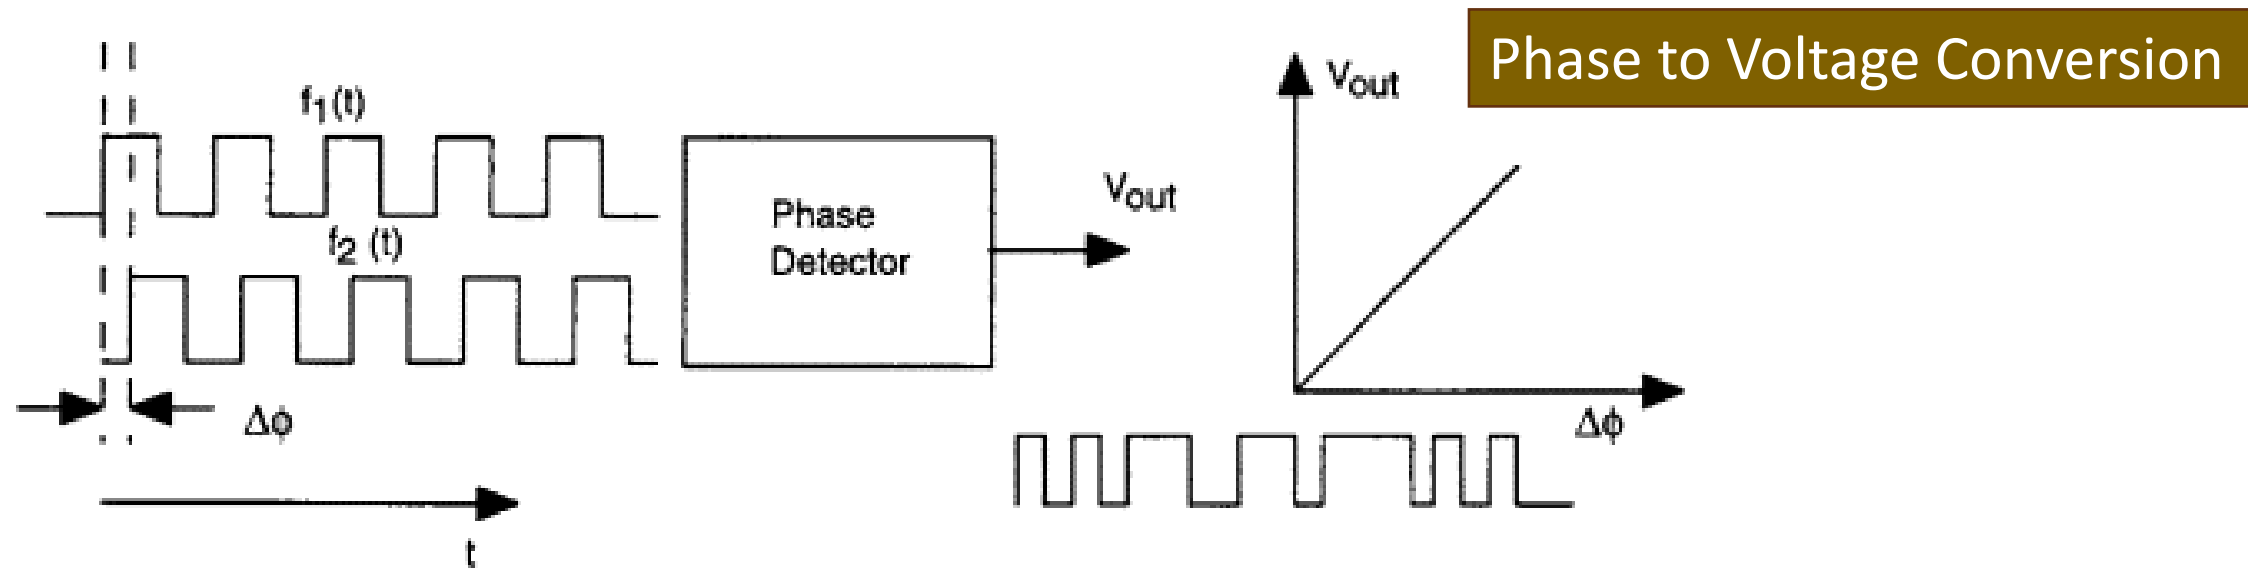 Phase to Voltage Conversion
f₁(t)
f₂ (t)
Δϕ
t
Phase
Detector
Vout
Vout
Δϕ